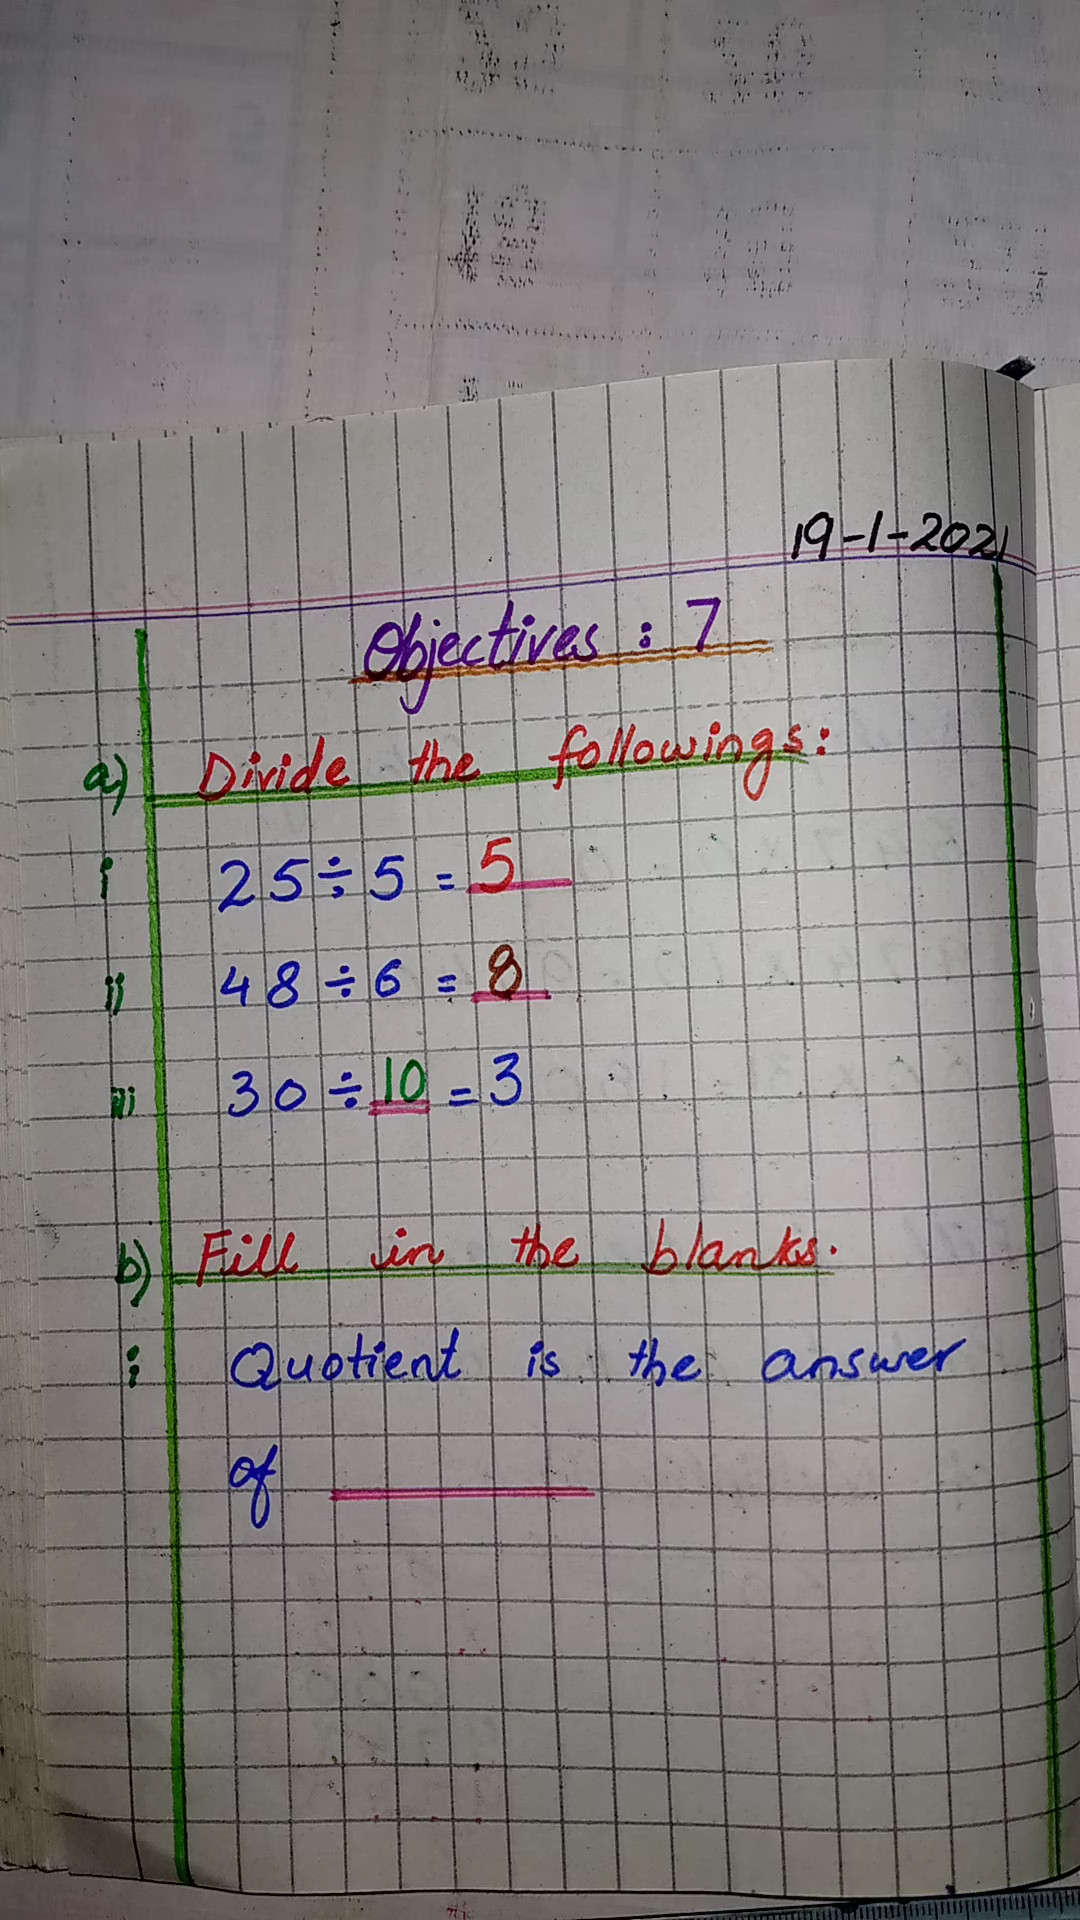 19-1-2021
Objectives : 7
a) Divide the followings:
i 25÷5 = 5
ii 48÷6 = 8
iii 30÷10 = 3
b) Fill in the blanks.
i Quotient is the answer
of